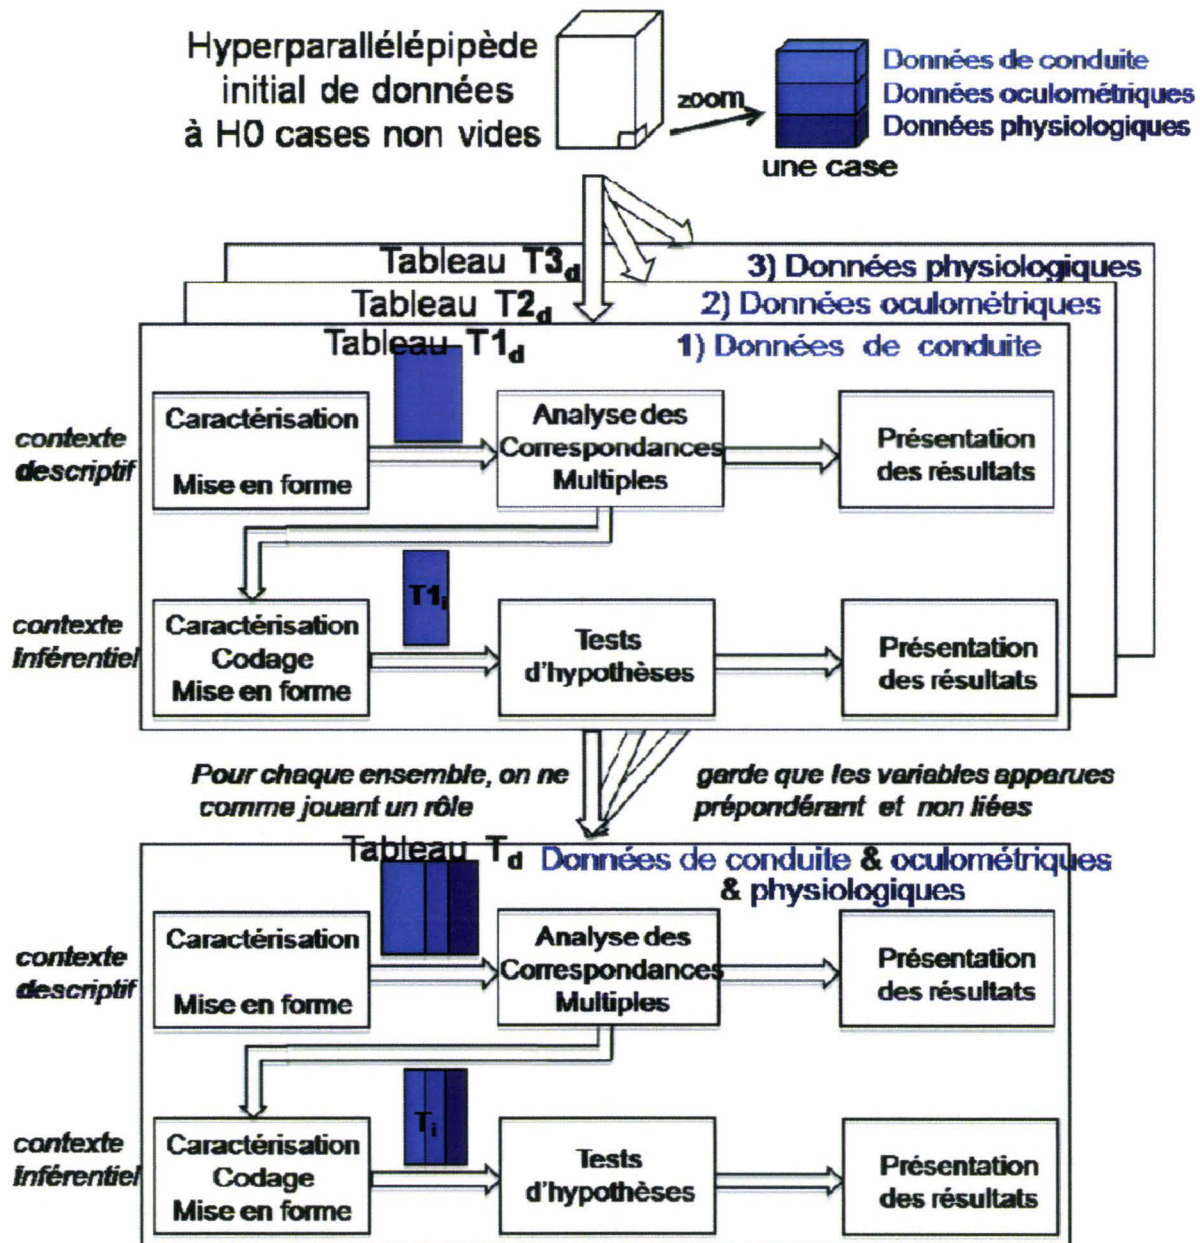 Hyperparallélépipède
initial de données
à H0 cases non vides
zoom
Données de conduite
Données oculométriques
Données physiologiques
une case
Tableau T3d
3) Données physiologiques
Tableau T2d
2) Données oculométriques
Tableau T1d
1) Données de conduite
contexte
descriptif
Caractérisation
Mise en forme
Analyse des
Correspondances
Multiples
Présentation
des résultats
T1i
contexte
Inférentiel
Caractérisation
Codage
Mise en forme
Tests
d'hypothèses
Présentation
des résultats
Pour chaque ensemble, on ne garde que les variables apparues
comme jouant un rôle prépondérant et non liées
Tableau Td Données de conduite & oculométriques
& physiologiques
contexte
descriptif
Caractérisation
Mise en forme
Analyse des
Correspondances
Multiples
Présentation
des résultats
Ti
contexte
Inférentiel
Caractérisation
Codage
Mise en forme
Tests
d'hypothèses
Présentation
des résultats